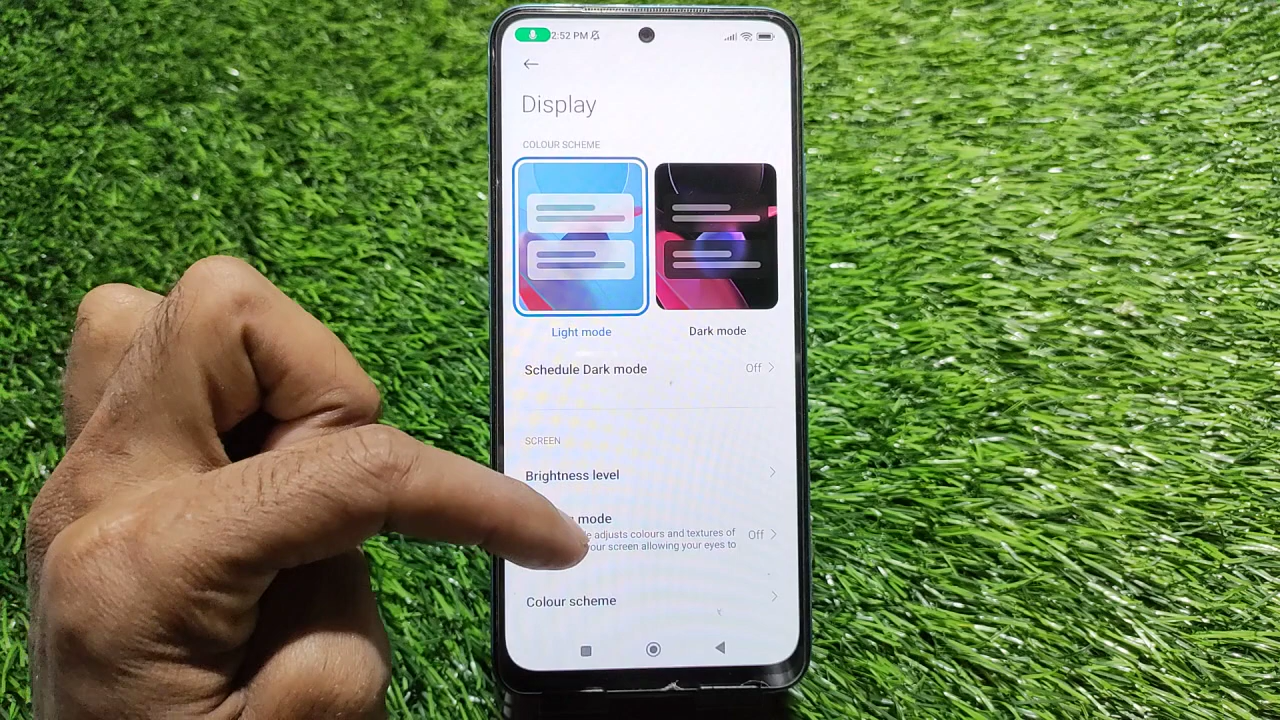 2:52 PM
Display
COLOUR SCHEME
Light mode
Dark mode
Schedule Dark mode
Off
SCREEN
Brightness level
mode
adjusts colours and textures of
your screen allowing your eyes to
Off
Colour scheme